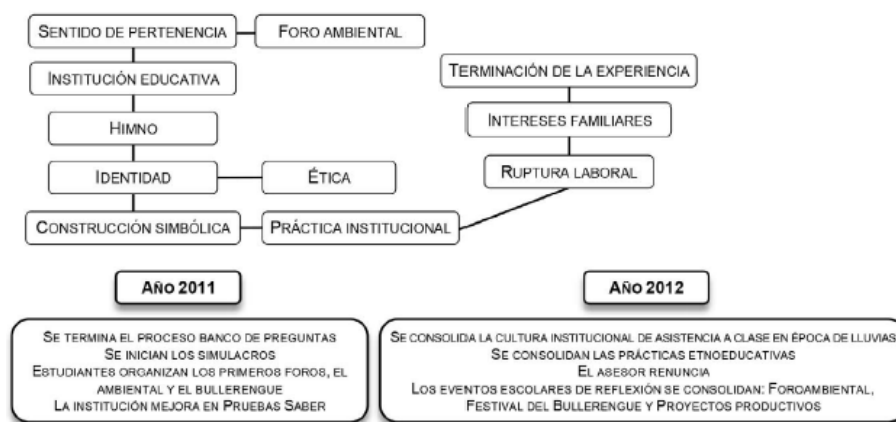 SENTIDO DE PERTENENCIA
FORO AMBIENTAL
INSTITUCIÓN EDUCATIVA
HIMNO
IDENTIDAD
ÉTICA
CONSTRUCCIÓN SIMBÓLICA
PRÁCTICA INSTITUCIONAL
TERMINACIÓN DE LA EXPERIENCIA
INTERESES FAMILIARES
RUPTURA LABORAL
AÑO 2011
SE TERMINA EL PROCESO BANCO DE PREGUNTAS
SE INICIAN LOS SIMULACROS
ESTUDIANTES ORGANIZAN LOS PRIMEROS FOROS, EL
AMBIENTAL Y EL BULLERENGUE
LA INSTITUCIÓN MEJORA EN PRUEBAS SABER
AÑO 2012
SE CONSOLIDA LA CULTURA INSTITUCIONAL DE ASISTENCIA A CLASE EN ÉPOCA DE LLUVIAS
SE CONSOLIDAN LAS PRÁCTICAS ETNOEDUCATIVAS
EL ASESOR RENUNCIA
LOS EVENTOS ESCOLARES DE REFLEXIÓN SE CONSOLIDAN: FOROAMBIENTAL,
FESTIVAL DEL BULLERENGUE Y PROYECTOS PRODUCTIVOS